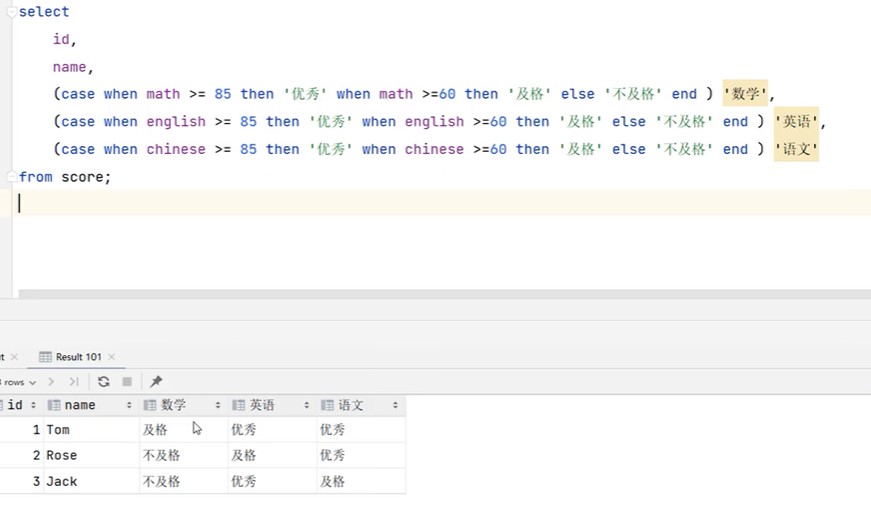 select
id,
name,
(case when math >= 85 then '优秀' when math >=60 then '及格' else '不及格' end ) '数学',
(case when english >= 85 then '优秀' when english >=60 then '及格' else '不及格' end ) '英语',
(case when chinese >= 85 then '优秀' when chinese >=60 then '及格' else '不及格' end ) '语文'
from score;
t Result 101
rows
id name 数学 英语 语文
1 Tom 及格 优秀 优秀
2 Rose 不及格 及格 优秀
3 Jack 不及格 优秀 及格